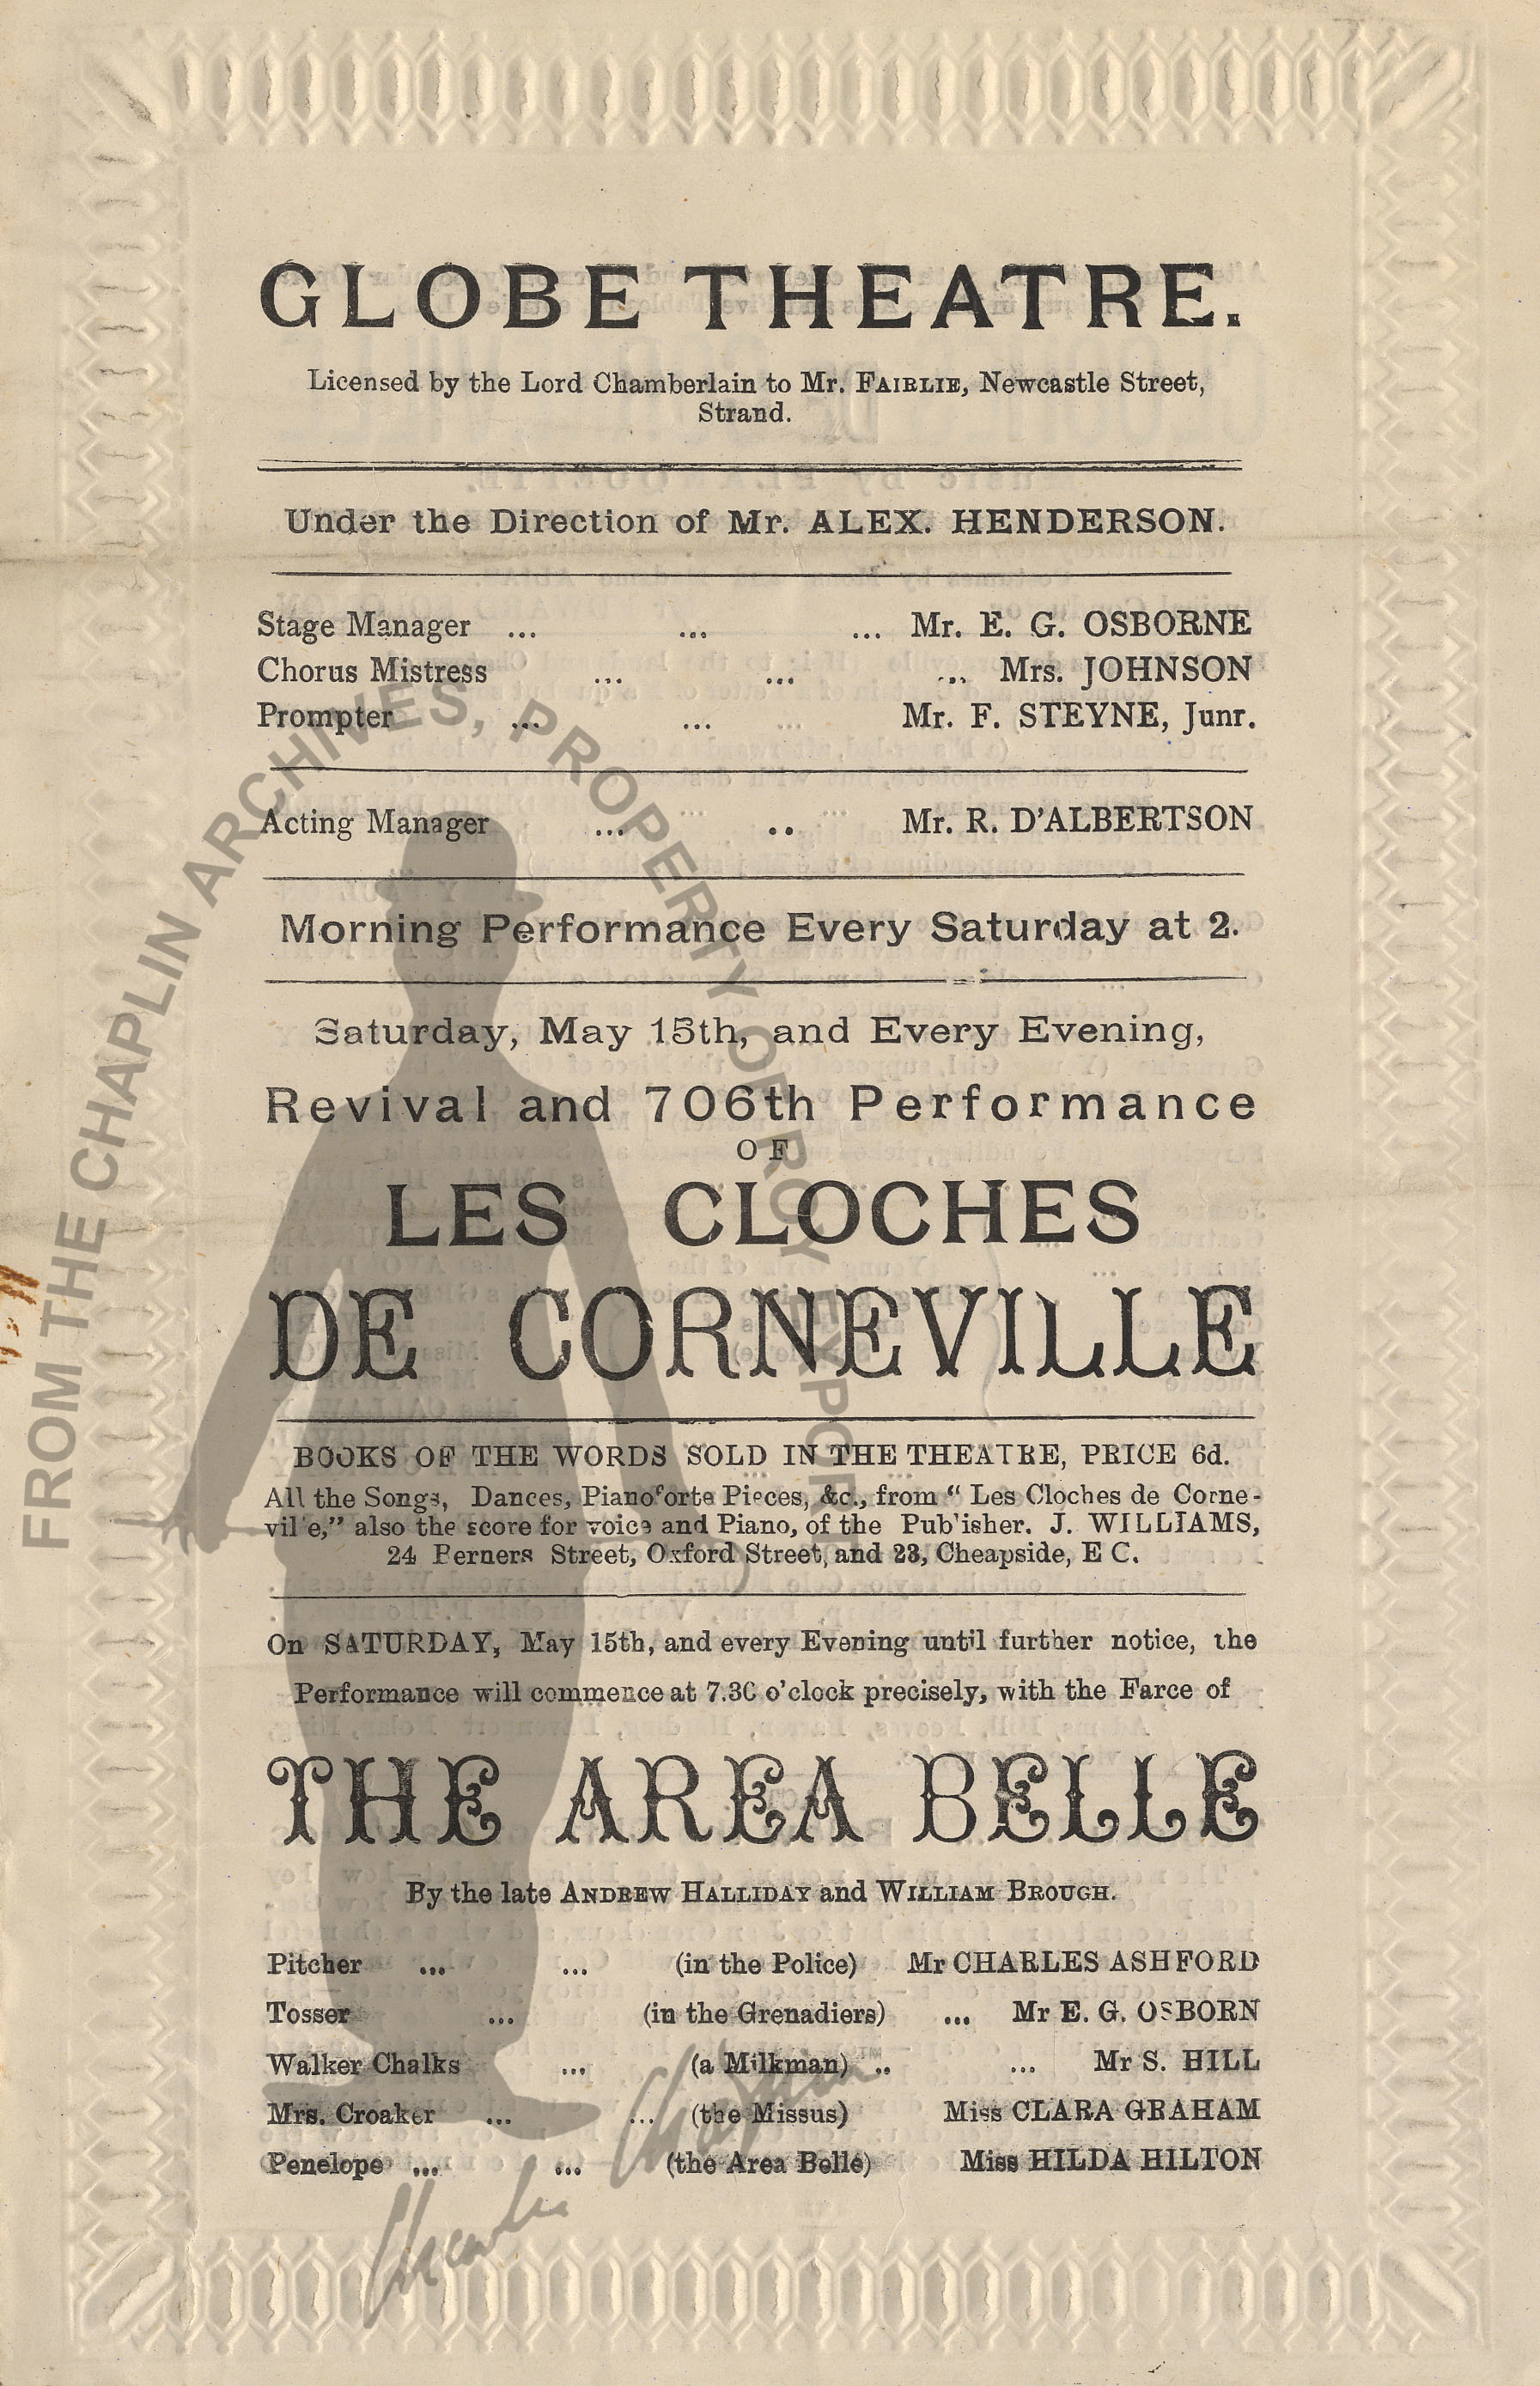 GLOBE THEATRE.
Licensed by the Lord Chamberlain to Mr. FAIRLIE, Newcastle Street,
Strand.
Under the Direction of Mr. ALEX. HENDERSON.
Stage Manager ... ... ... Mr. E. G. OSBORNE
Chorus Mistress ... ... ... Mrs. JOHNSON
Prompter ... ... ... Mr. F. STEYNE, Junr.
Acting Manager ... .. Mr. R. D'ALBERTSON
Morning Performance Every Saturday at 2.
Saturday, May 15th, and Every Evening,
Revival and 706th Performance
OF
LES CLOCHES
DE CORNEVILLE
BOOKS OF THE WORDS SOLD IN THE THEATRE, PRICE 6d.
All the Songs, Dances, Pianoforte Pieces, &c., from "Les Cloches de Corne-
ville," also the score for voice and Piano, of the Publisher. J. WILLIAMS,
24 Berners Street, Oxford Street, and 23, Cheapside, E C.
On SATURDAY, May 15th, and every Evening until further notice, the
Performance will commence at 7.30 o'clock precisely, with the Farce of
THE AREA BELLE
By the late ANDREW HALLIDAY and WILLIAM BROUGH.
Pitcher ... ... (in the Police) Mr CHARLES ASHFORD
Tosser ... (in the Grenadiers) ... Mr E. G. OSBORN
Walker Chalks ... (a Milkman) .. ... Mr S. HILL
Mrs. Croaker ... ... (the Missus) Miss CLARA GRAHAM
Penelope ... ... (the Area Belle) Miss HILDA HILTON
FROM THE CHAPLIN ARCHIVES, PROPERTY OF ROY EXPORT
Charlie Chaplin